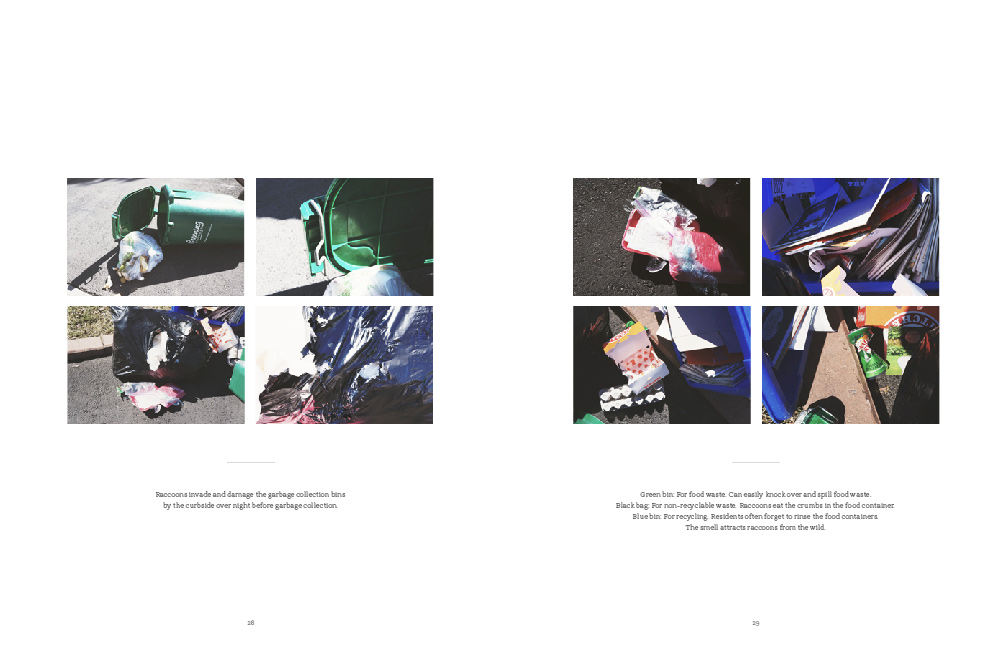 Raccoons invade and damage the garbage collection bins
by the curbside over night before garbage collection.
28
Green bin: For food waste. Can easily knock over and spill food waste.
Black bag: For non-recyclable waste. Raccoons eat the crumbs in the food container.
Blue bin: For recycling. Residents often forget to rinse the food containers.
The smell attracts raccoons from the wild.
29